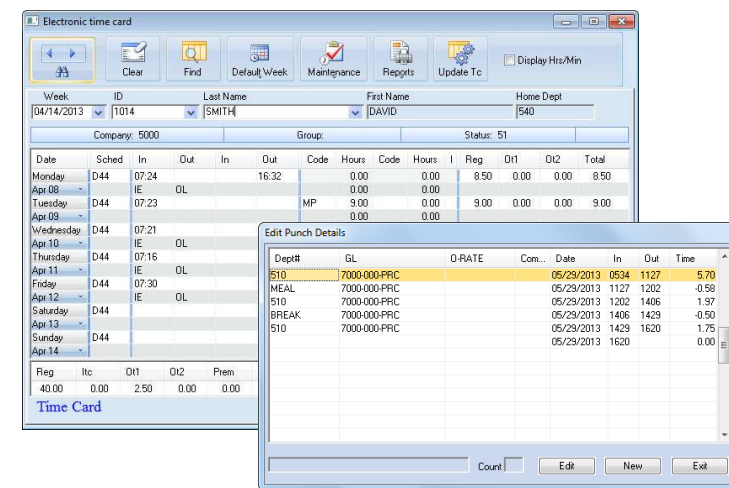 Electronic time card
Clear Find Default Week Maintenance Reports Update Tc Display Hrs/Min
Week ID Last Name First Name Home Dept
04/14/2013 1014 SMITH DAVID 540
Company: 5000 Group: Status: 51
Date Sched In Out In Out Code Hours Code Hours I Reg Ot1 Ot2 Total
Monday D44 07:24 16:32 0.00 0.00 8.50 0.00 0.00 8.50
Apr 08 IE OL 0.00 0.00
Tuesday D44 07:23 MP 9.00 0.00 9.00 0.00 0.00 9.00
Apr 09 0.00 0.00
Wednesday D44 07:21
Apr 10 IE OL
Thursday D44 07:16
Apr 11 IE OL
Friday D44 07:30
Apr 12 IE OL
Saturday D44
Apr 13
Sunday D44
Apr 14
Reg Itc Ot1 Ot2 Prem
40.00 0.00 2.50 0.00 0.00
Time Card
Edit Punch Details
Dept# GL O-RATE Com... Date In Out Time
510 7000-000-PRC 05/29/2013 0534 1127 5.70
MEAL 7000-000-PRC 05/29/2013 1127 1202 -0.58
510 7000-000-PRC 05/29/2013 1202 1406 1.97
BREAK 7000-000-PRC 05/29/2013 1406 1429 -0.50
510 7000-000-PRC 05/29/2013 1429 1620 1.75
05/29/2013 1620 0.00
Count Edit New Exit